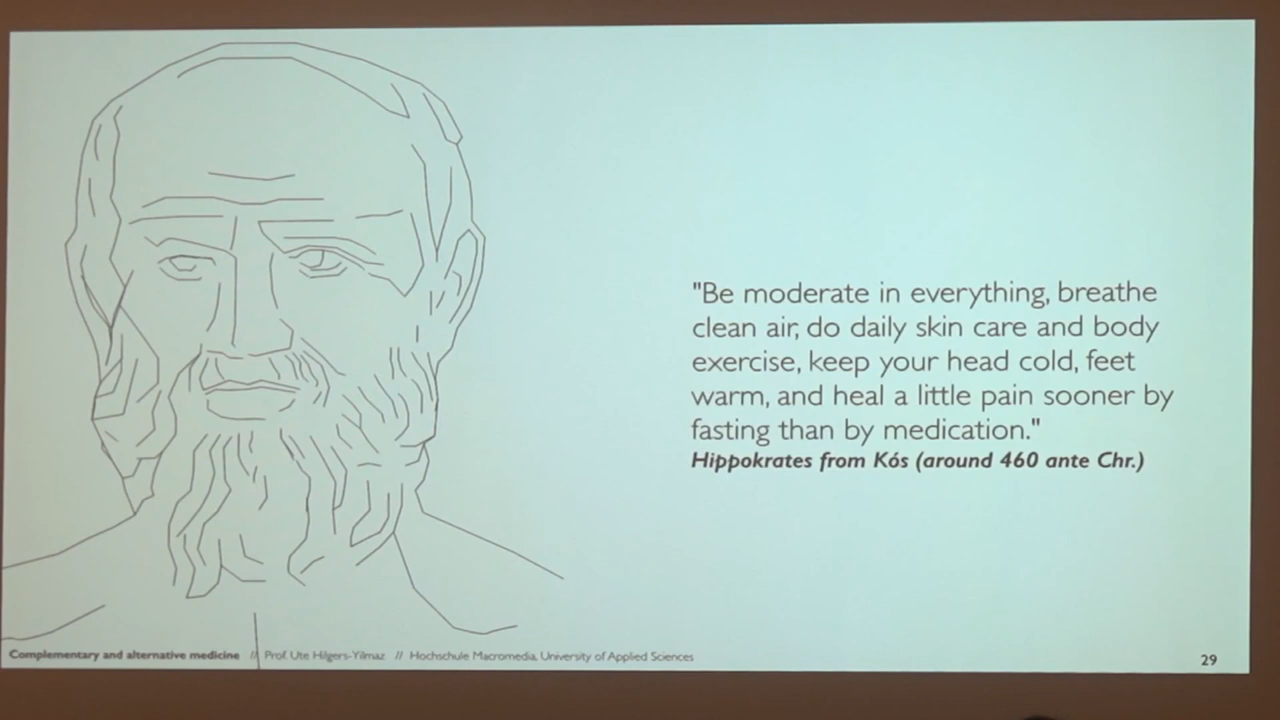 "Be moderate in everything, breathe
clean air, do daily skin care and body
exercise, keep your head cold, feet
warm, and heal a little pain sooner by
fasting than by medication."
Hippokrates from Kós (around 460 ante Chr.)
Complementary and alternative medicine // Prof. Ute Hilgers-Yilmaz // Hochschule Macromedia, University of Applied Sciences
29